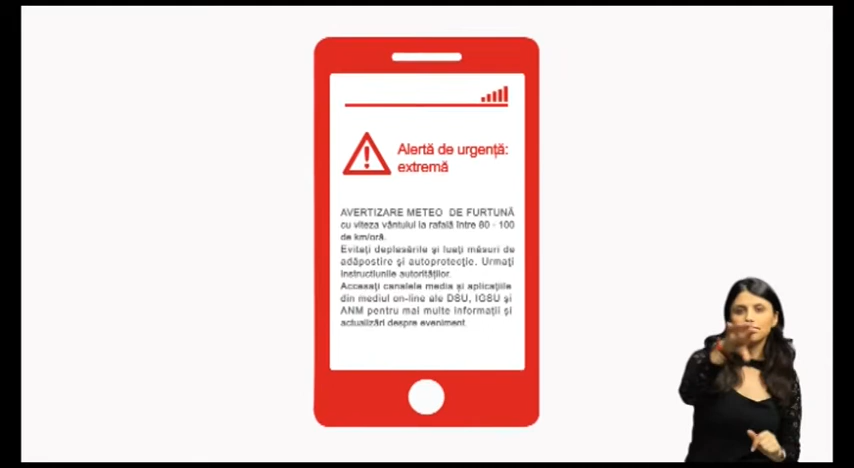 Alertă de urgență:
extremă
AVERTIZARE METEO DE FURTUNĂ
cu viteza vântului la rafală între 80 - 100
de km/oră.
Evitați deplasările și luați măsuri de
adăpostire și autoprotecție. Urmați
instrucțiunile autorităților.
Accesați canalele media și aplicațiile
din mediul on-line ale DSU, IGSU și
ANM pentru mai multe informații și
actualizări despre eveniment.